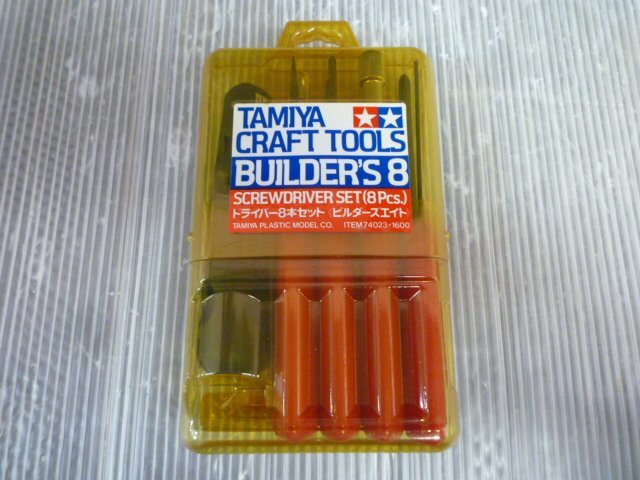 TAMIYA
CRAFT TOOLS
BUILDER'S 8
SCREWDRIVER SET (8 Pcs.)
ドライバー8本セット ビルダーズエイト
TAMIYA PLASTIC MODEL CO. ITEM 74023・1600